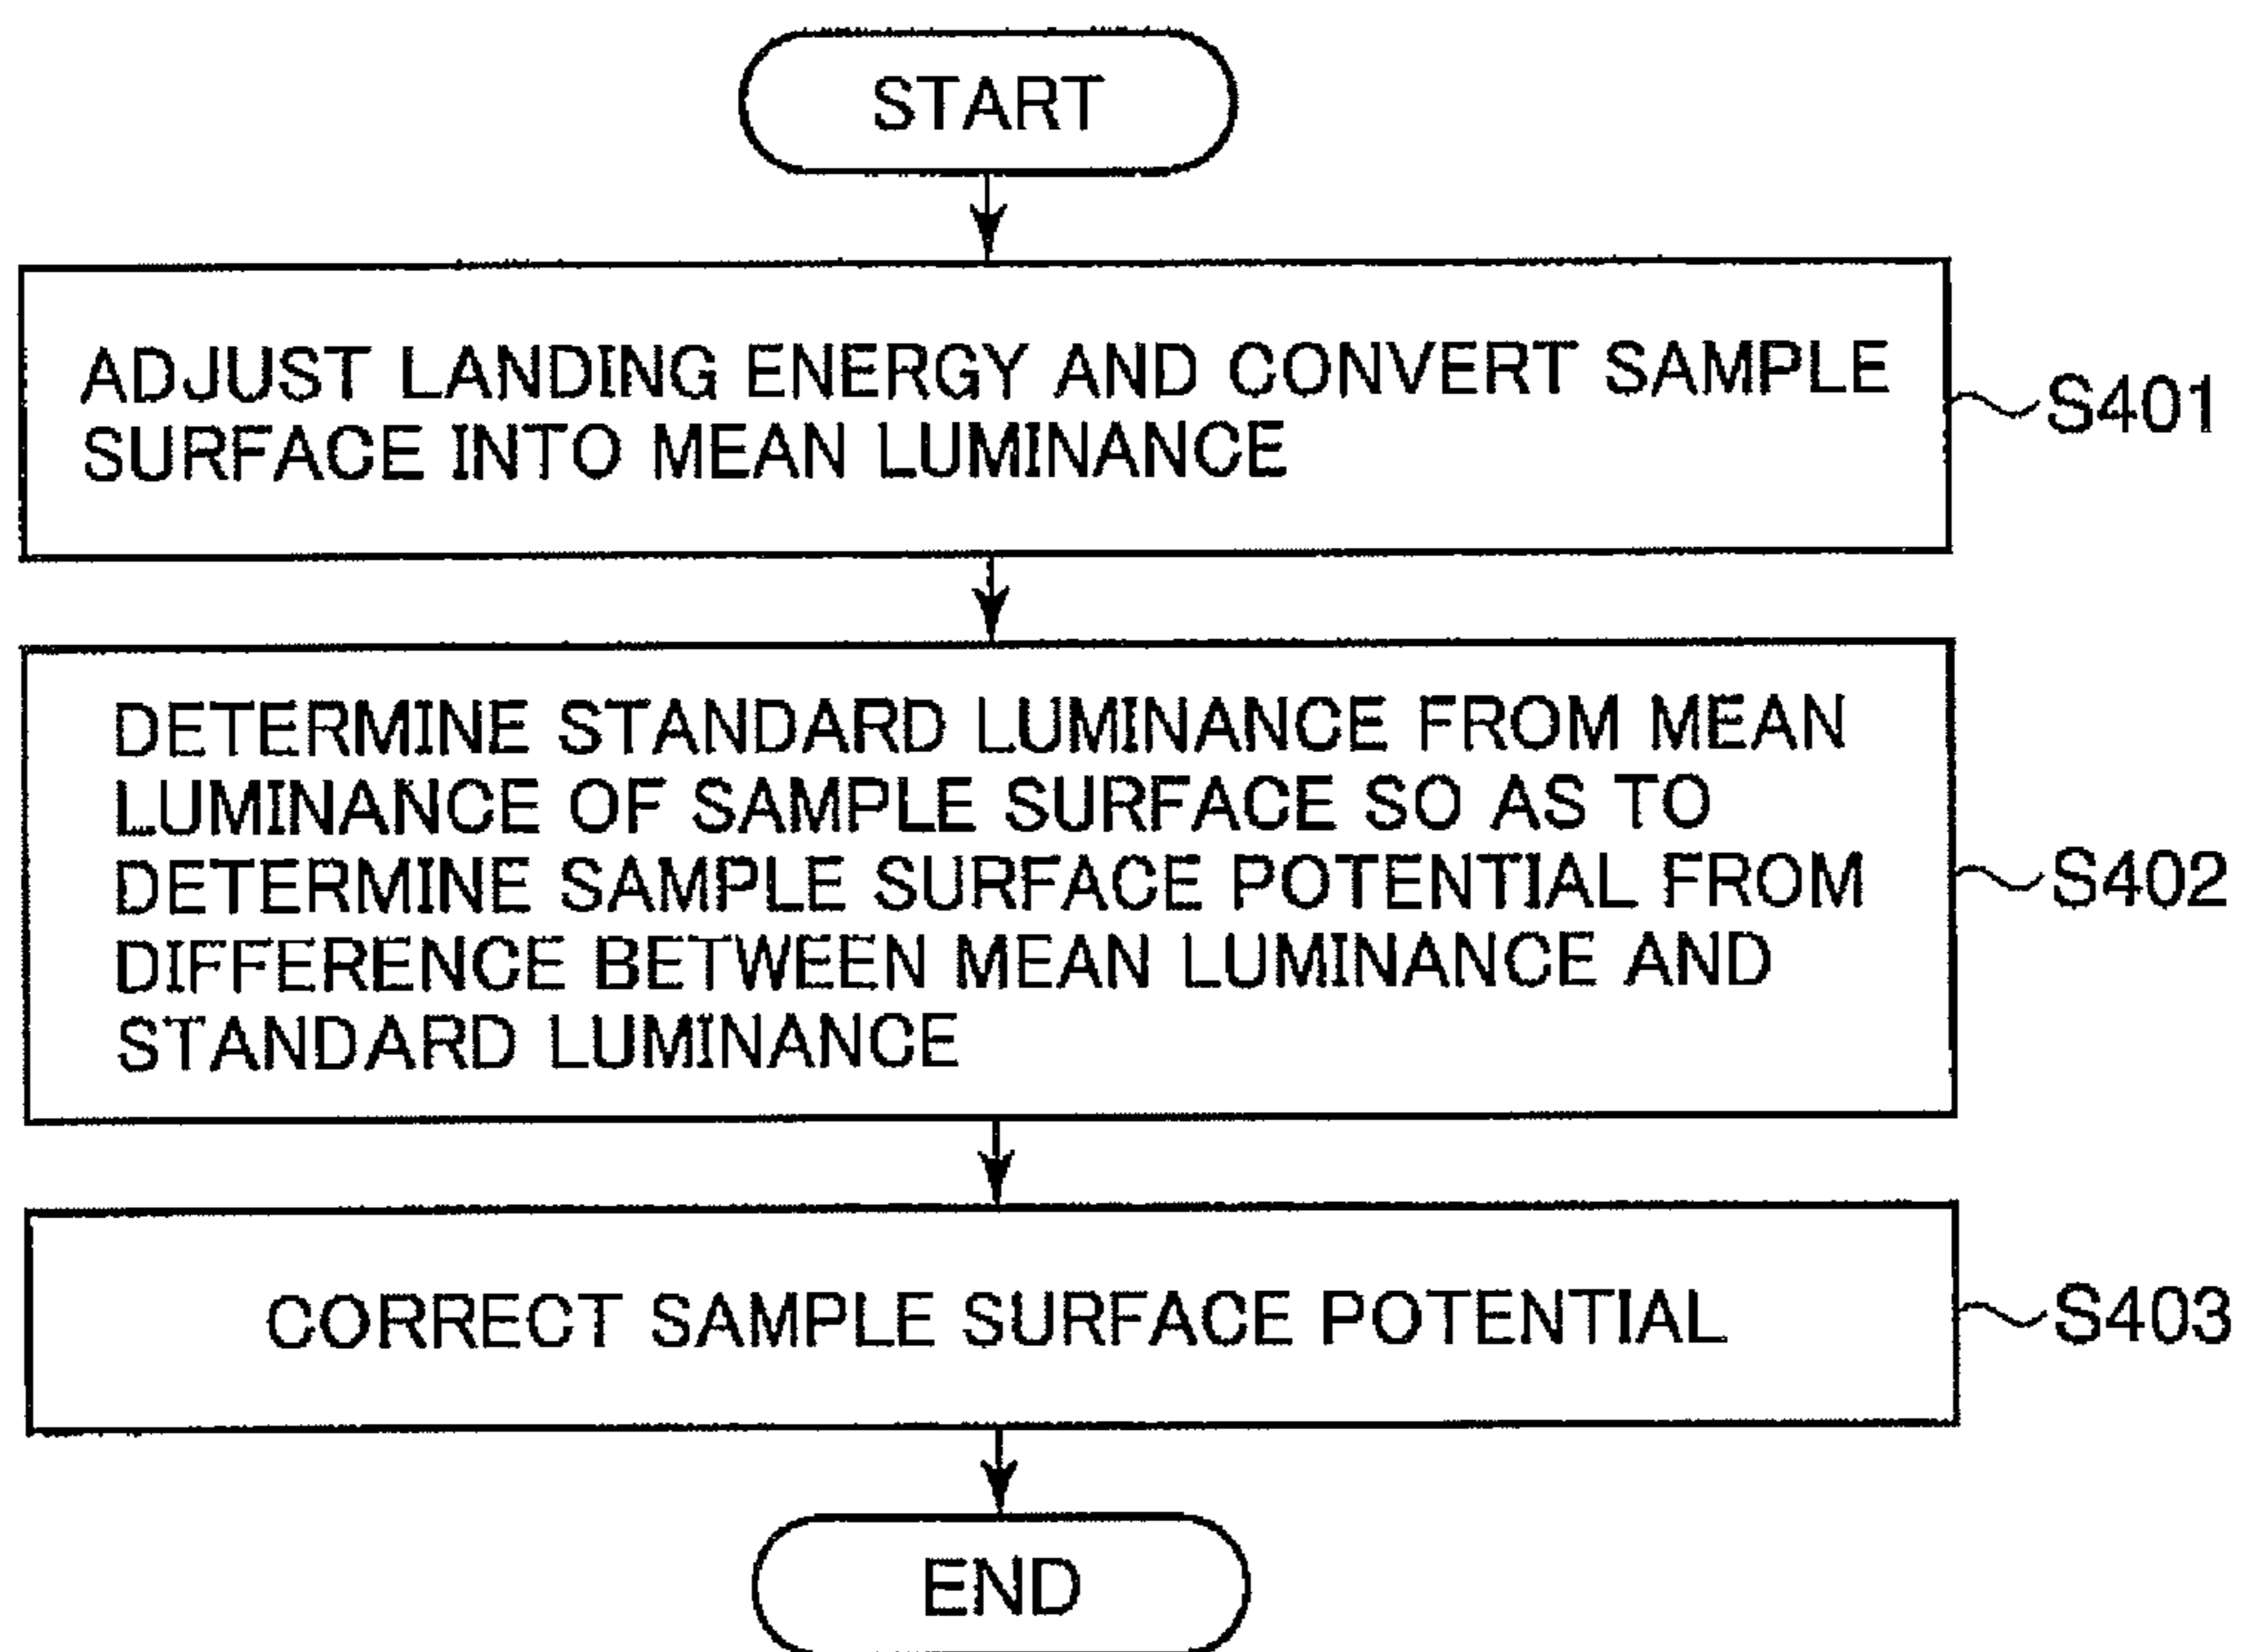 START
ADJUST LANDING ENERGY AND CONVERT SAMPLE
SURFACE INTO MEAN LUMINANCE
S401
DETERMINE STANDARD LUMINANCE FROM MEAN
LUMINANCE OF SAMPLE SURFACE SO AS TO
DETERMINE SAMPLE SURFACE POTENTIAL FROM
DIFFERENCE BETWEEN MEAN LUMINANCE AND
STANDARD LUMINANCE
S402
CORRECT SAMPLE SURFACE POTENTIAL
S403
END